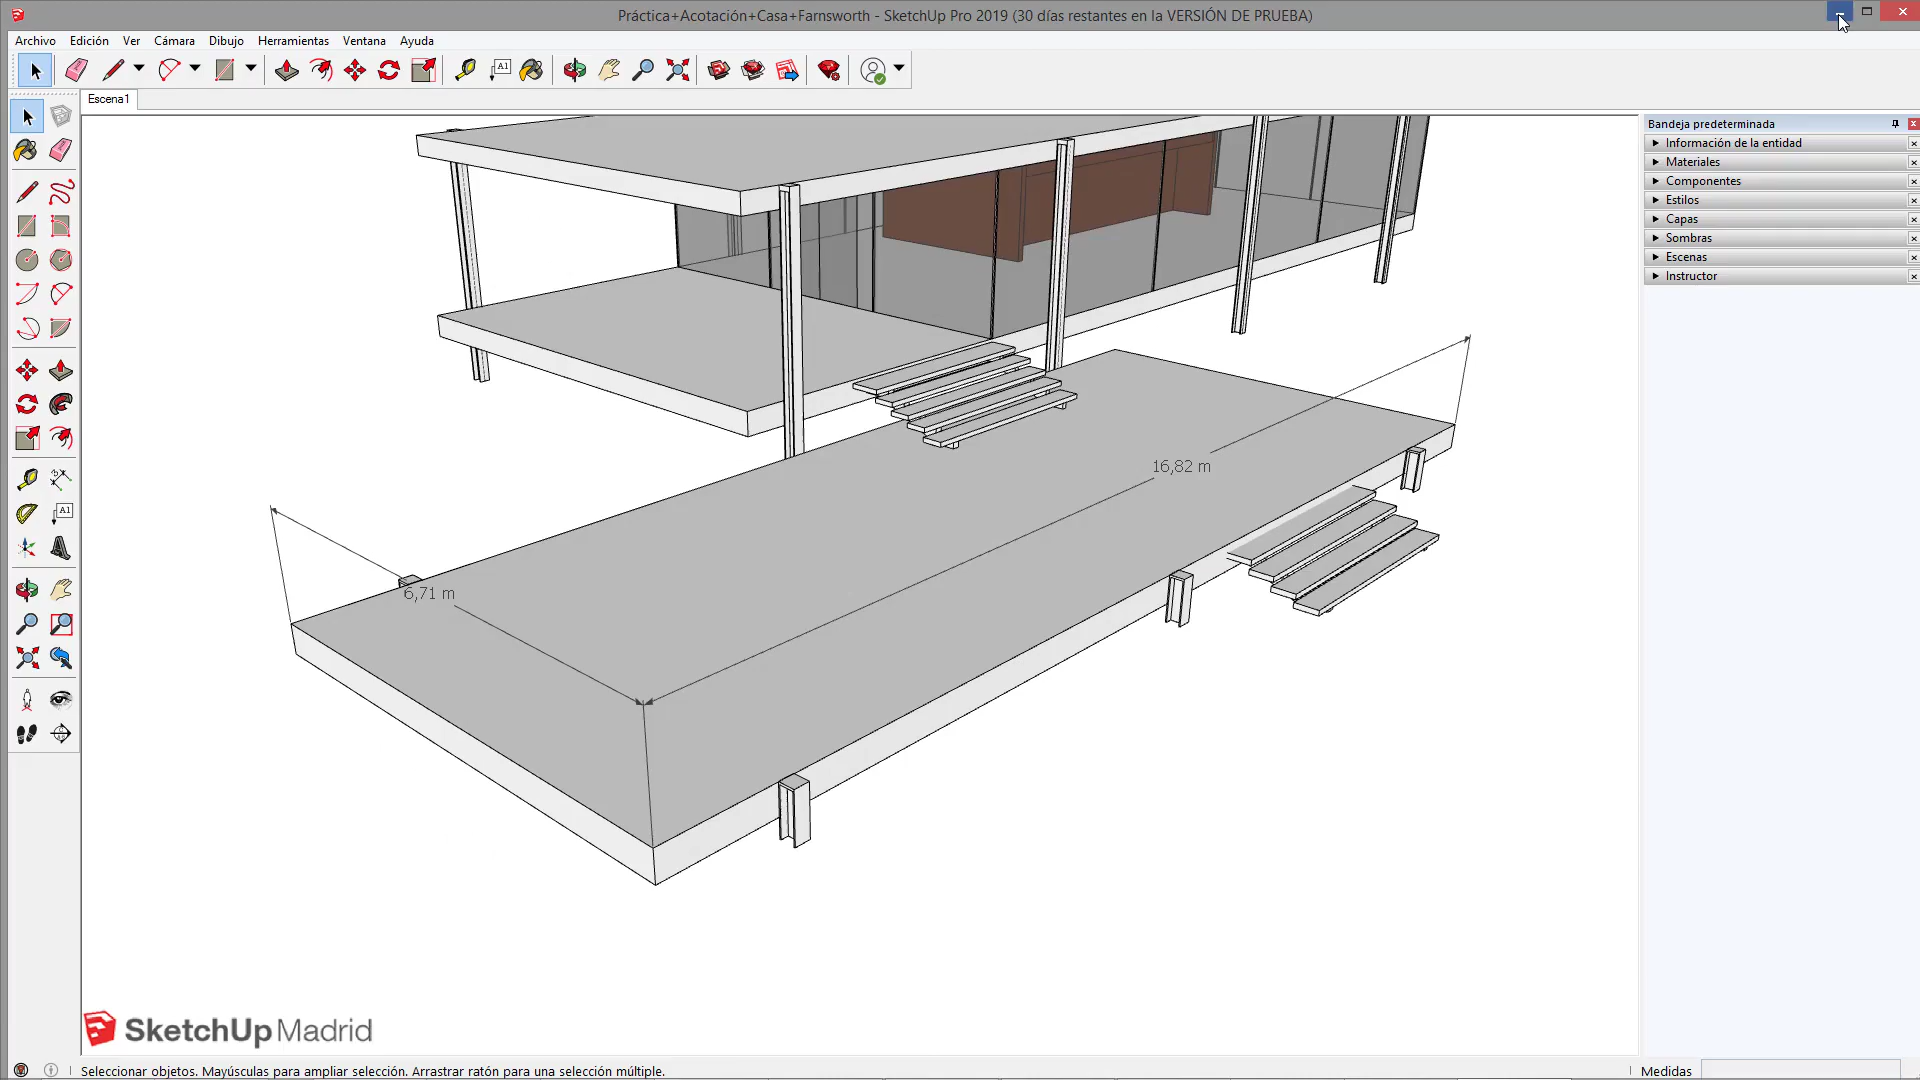 Práctica+Acotación+Casa+Farnsworth - SketchUp Pro 2019 (30 días restantes en la VERSIÓN DE PRUEBA)
Archivo Edición Ver Cámara Dibujo Herramientas Ventana Ayuda
A1
Escena1
Bandeja predeterminada
Información de la entidad
Materiales
Componentes
Estilos
Capas
Sombras
Escenas
Instructor
16,82 m
A1
6,71 m
SketchUp Madrid
Seleccionar objetos. Mayúsculas para ampliar selección. Arrastrar ratón para una selección múltiple.
Medidas